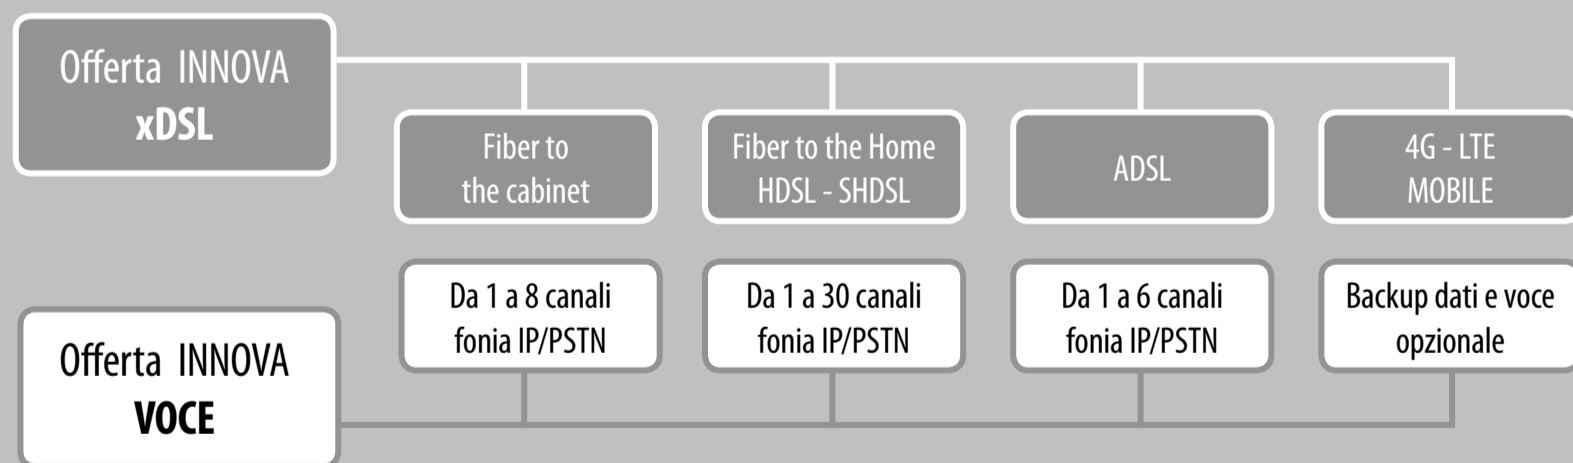 Offerta INNOVA
xDSL
Fiber to
the cabinet
Fiber to the Home
HDSL - SHDSL
ADSL
4G - LTE
MOBILE
Offerta INNOVA
VOCE
Da 1 a 8 canali
fonia IP/PSTN
Da 1 a 30 canali
fonia IP/PSTN
Da 1 a 6 canali
fonia IP/PSTN
Backup dati e voce
opzionale